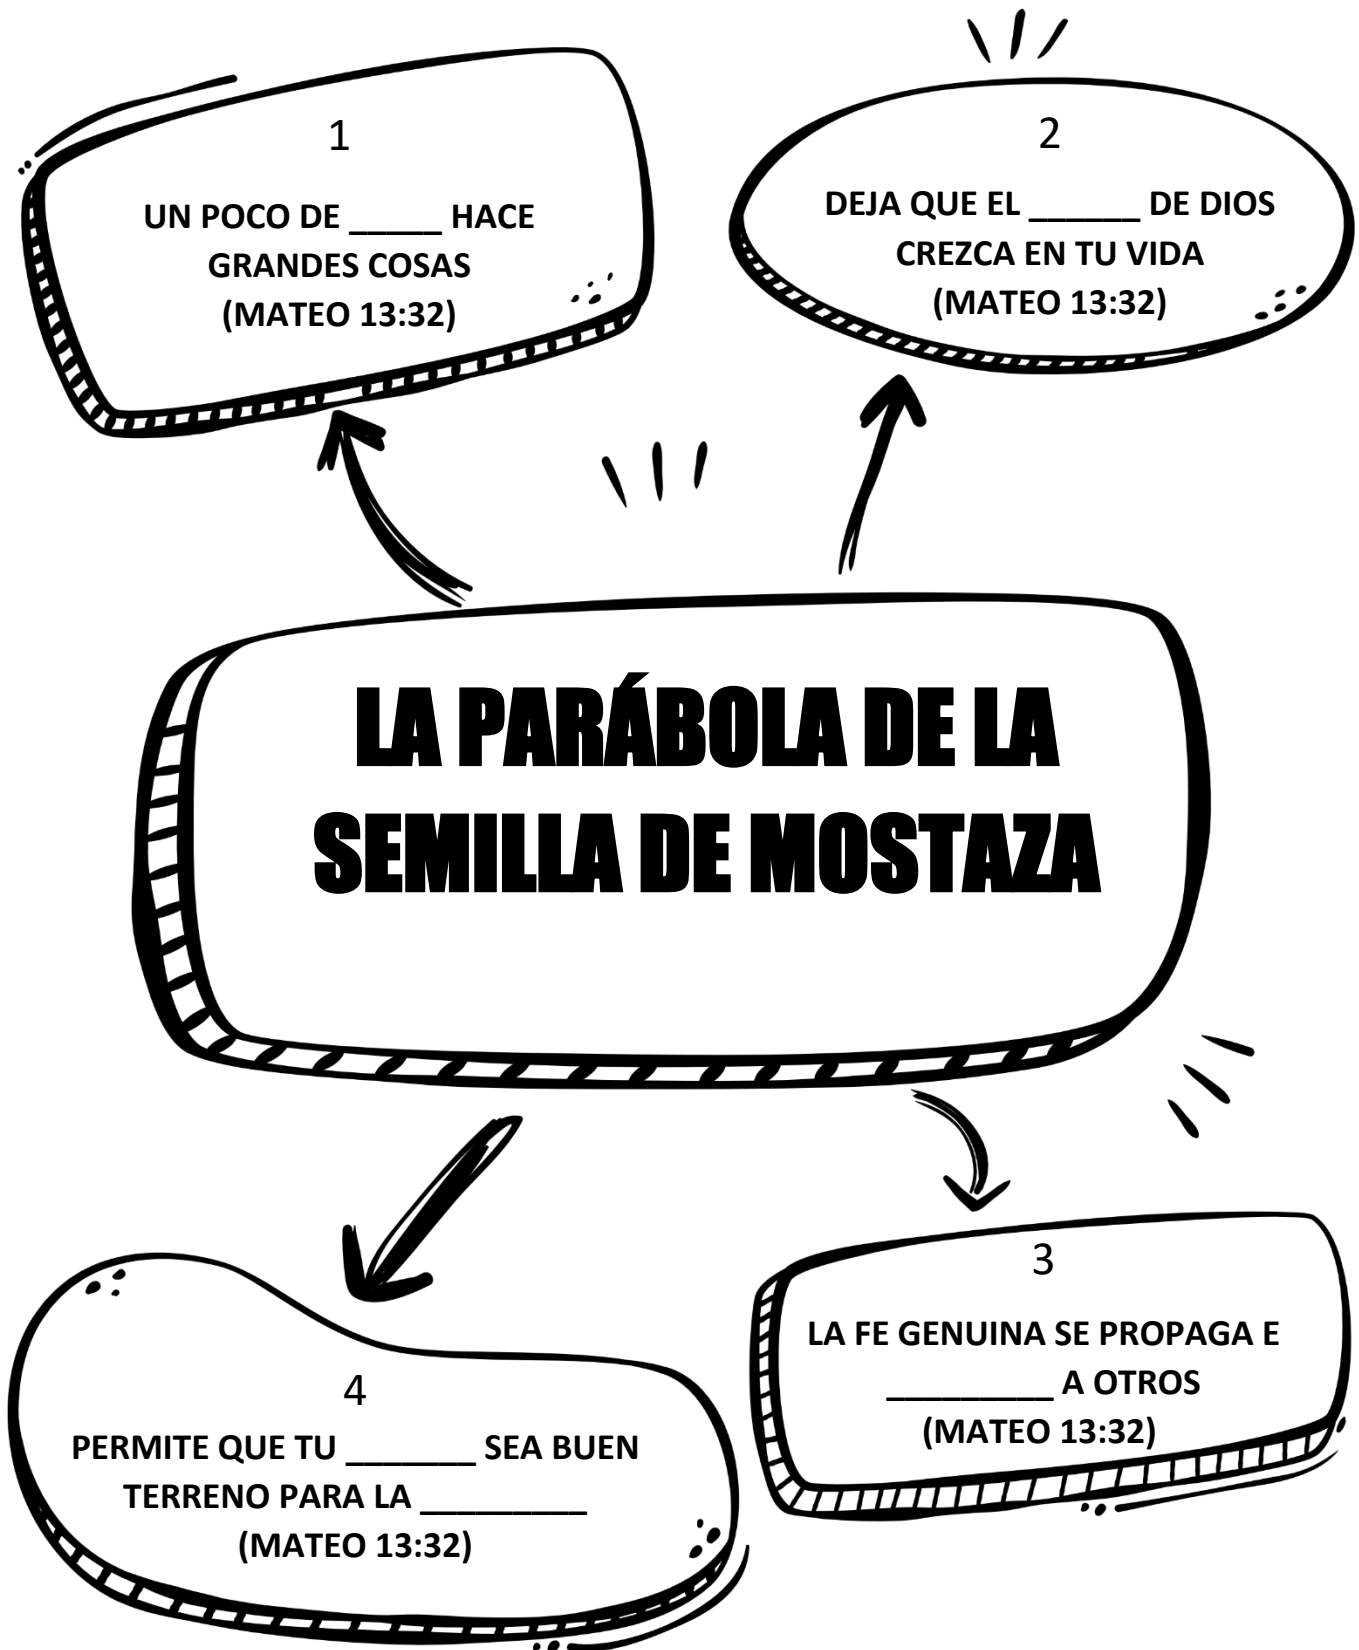 1
UN POCO DE _____ HACE
GRANDES COSAS
(MATEO 13:32)
2
DEJA QUE EL ______ DE DIOS
CREZCA EN TU VIDA
(MATEO 13:32)
LA PARÁBOLA DE LA
SEMILLA DE MOSTAZA
3
LA FE GENUINA SE PROPAGA E
_________ A OTROS
(MATEO 13:32)
4
PERMITE QUE TU _______ SEA BUEN
TERRENO PARA LA _________
(MATEO 13:32)